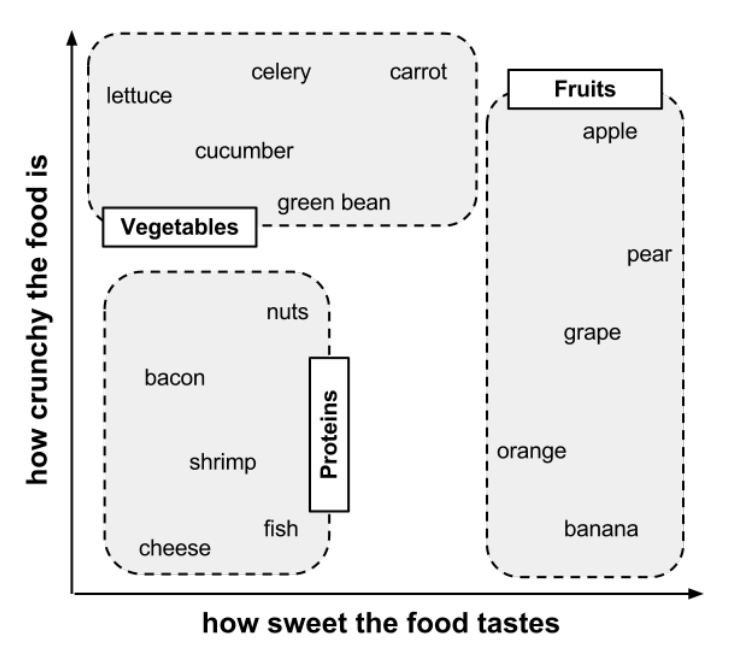 celery
carrot
lettuce
cucumber
green bean
Vegetables
Fruits
apple
pear
grape
orange
banana
nuts
bacon
shrimp
fish
cheese
Proteins
how crunchy the food is
how sweet the food tastes